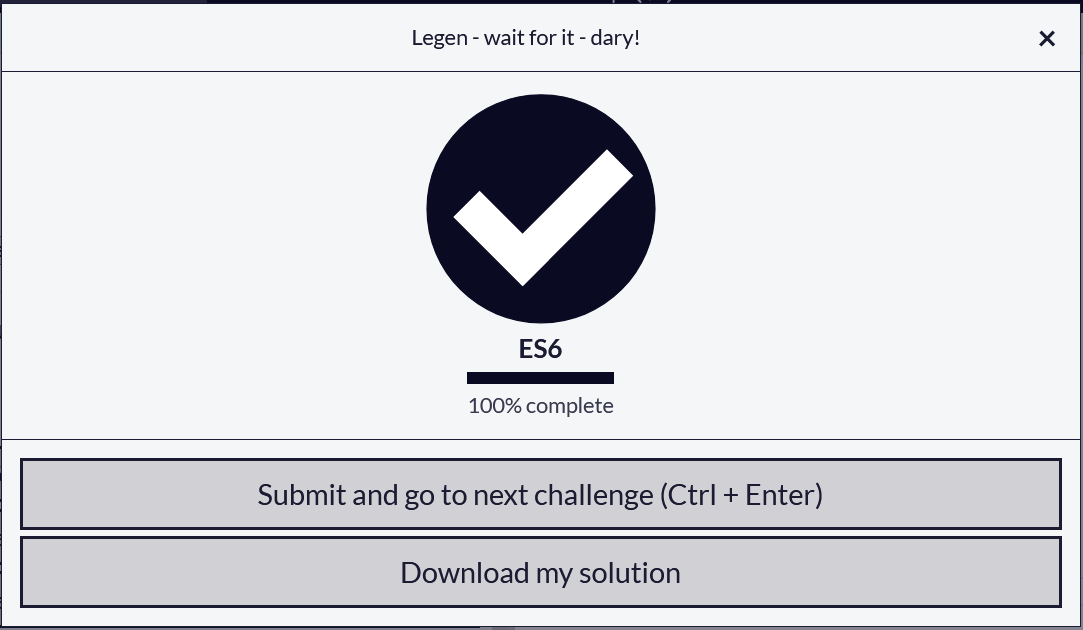 Legen - wait for it - dary!
ES6
100% complete
Submit and go to next challenge (Ctrl + Enter)
Download my solution